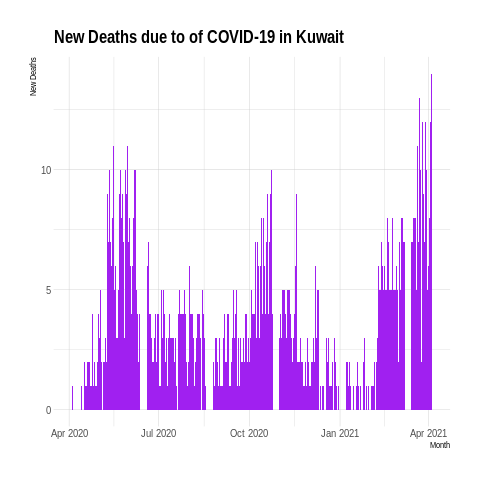 New Deaths due to of COVID-19 in Kuwait
New Deaths
10
5
0
Apr 2020 Jul 2020 Oct 2020 Jan 2021 Apr 2021
Month